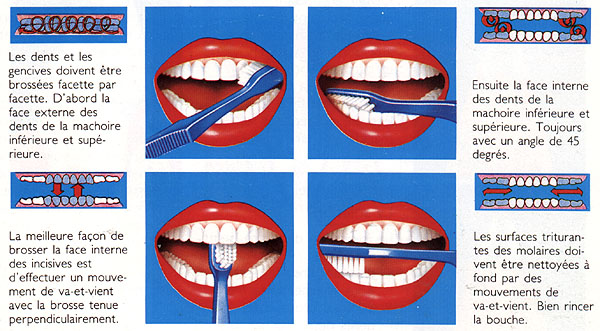 Les dents et les
gencives doivent être
brossées facette par
facette. D'abord la
face externe des
dents de la machoire
inférieure et supé-
rieure.
Ensuite la face interne
des dents de la
machoire inférieure et
supérieure. Toujours
avec un angle de 45
degrés.
La meilleure façon de
brosser la face interne
des incisives est
d'effectuer un mouve-
ment de va-et-vient
avec la brosse tenue
perpendiculairement.
Les surfaces trituran-
tes des molaires doi-
vent être nettoyées à
fond par des
mouvements de
va-et-vient. Bien rincer
la bouche.